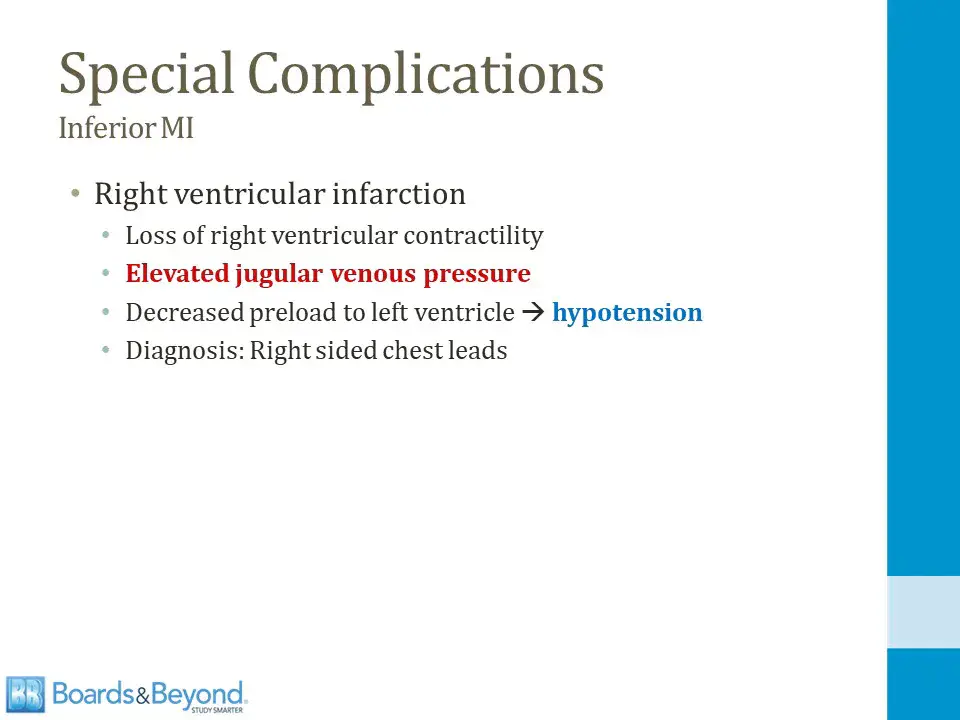 Special Complications
Inferior MI
• Right ventricular infarction
• Loss of right ventricular contractility
• Elevated jugular venous pressure
• Decreased preload to left ventricle → hypotension
• Diagnosis: Right sided chest leads
BB Boards&Beyond.
STUDY SMARTER